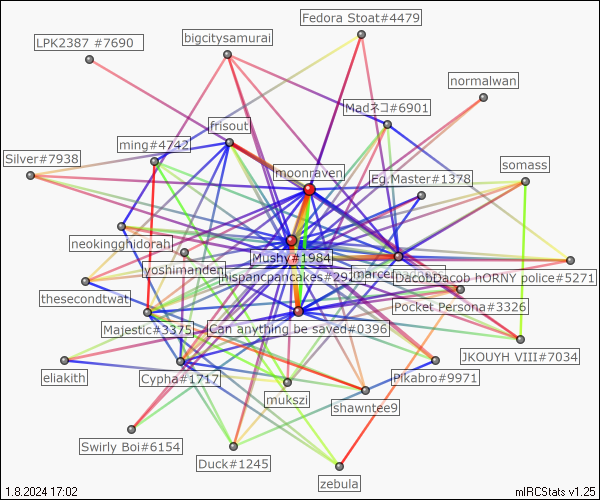 Fedora Stoat#4479
LPK2387 #7690
bigcitysamurai
normalwan
Madネコ#6901
frisout
ming#4742
Silver#7938
moonraven
Eg.Master#1378
somass
neokingghidorah
Mushy#1984
yoshimanden
hispancpancakes#29
DacobDacob hORNY police#5271
thesecondtwat
Pocket Persona#3326
Majestic#3375
Can anything be saved#0396
JKOUYH VIII#7034
eliakith
Cypha#1717
Pikabro#9971
mukszi
shawntee9
Swirly Boi#6154
Duck#1245
zebula
1.8.2024 17:02
mIRCStats v1.25